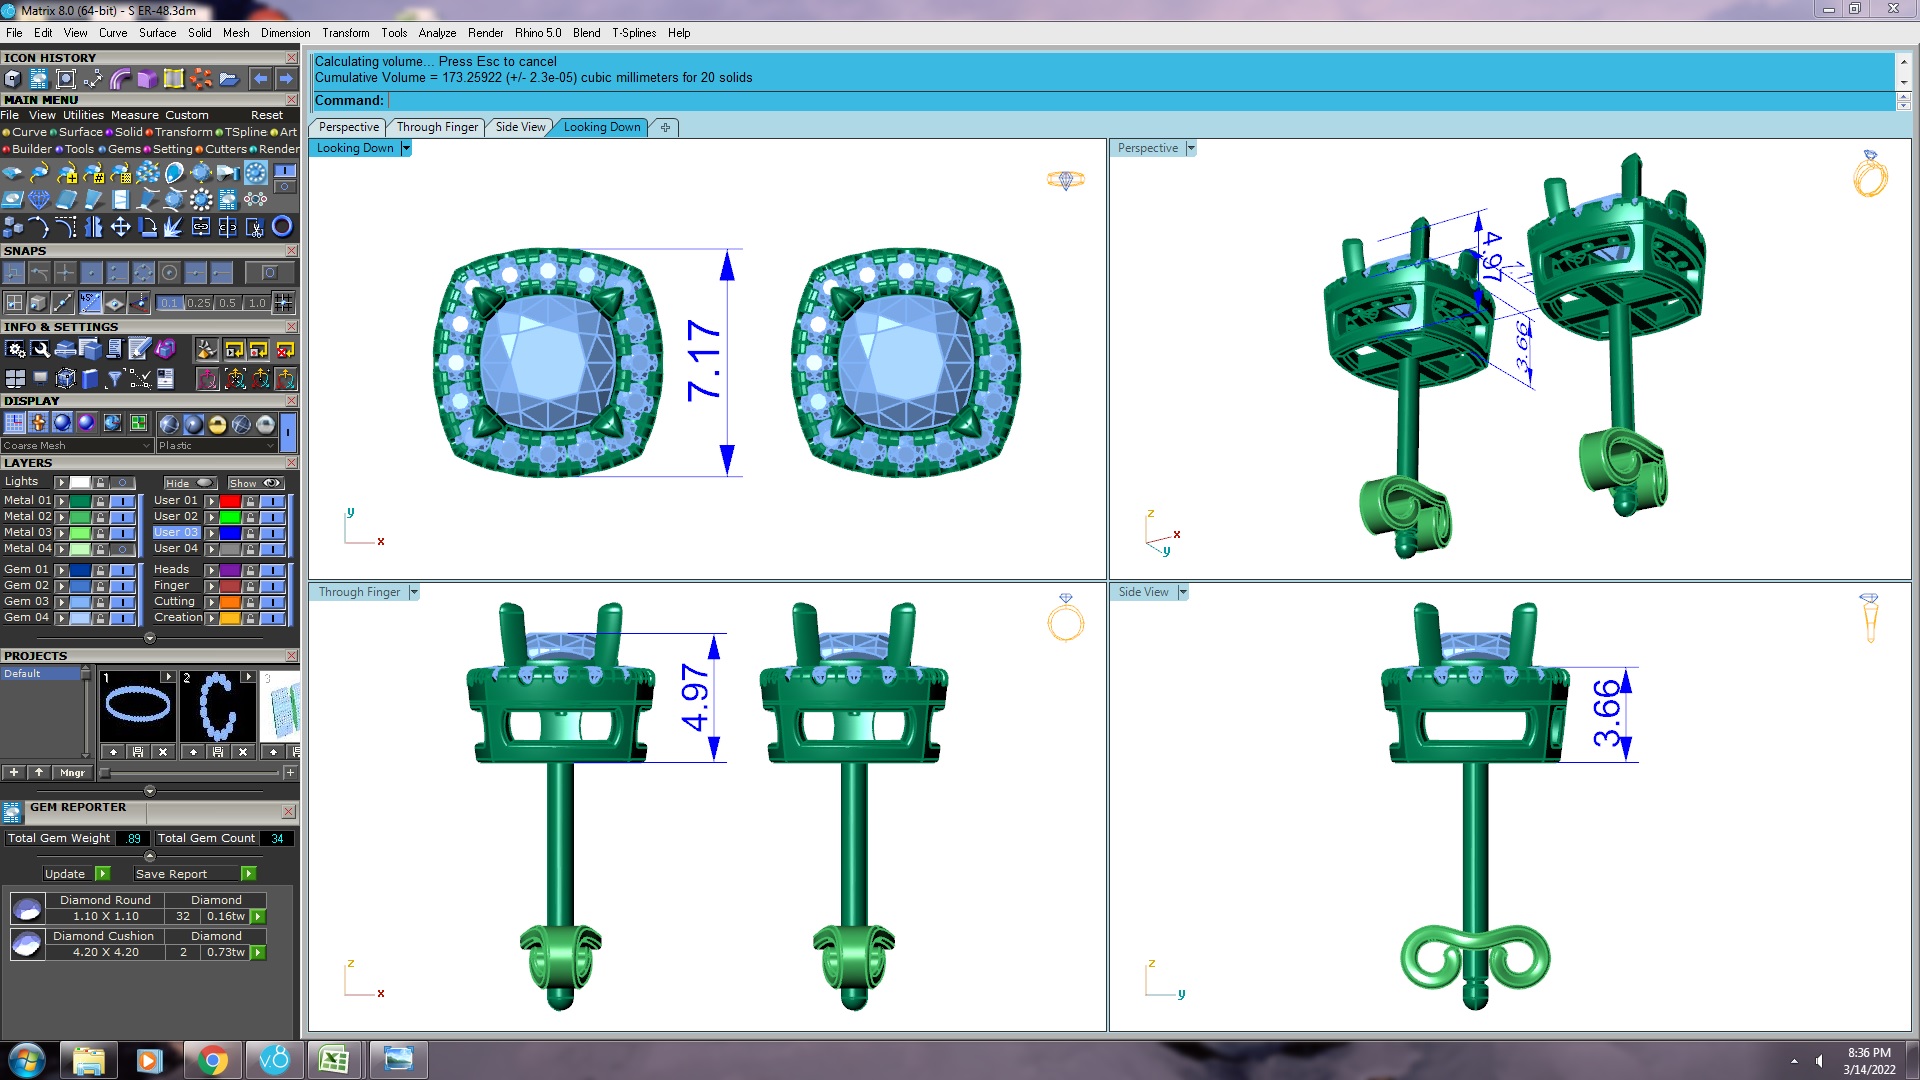 Matrix 8.0 (64-bit) - S ER-48.3dm
File Edit View Curve Surface Solid Mesh Dimension Transform Tools Analyze Render Rhino 5.0 Blend T-Splines Help
ICON HISTORY
MAIN MENU
File View Utilities Measure Custom Reset
Curve Surface Solid Transform TSpline Art
Builder Tools Gems Setting Cutters Render
SNAPS
45°
0.1 0.25 0.5 1.0
INFO & SETTINGS
DISPLAY
Coarse Mesh Plastic
LAYERS
Lights Hide Show
Metal 01 User 01
Metal 02 User 02
Metal 03 User 03
Metal 04 User 04
Gem 01 Heads
Gem 02 Finger
Gem 03 Cutting
Gem 04 Creation
PROJECTS
Default
1 2 3
Mngr
GEM REPORTER
Total Gem Weight .89 Total Gem Count 34
Update Save Report
Diamond Round Diamond
1.10 X 1.10 32 0.16tw
Diamond Cushion Diamond
4.20 X 4.20 2 0.73tw
Calculating volume... Press Esc to cancel
Cumulative Volume = 173.25922 (+/- 2.3e-05) cubic millimeters for 20 solids
Command:
Perspective Through Finger Side View Looking Down
Looking Down
7.17
y
x
Perspective
4.97
3.66
z
x
y
Through Finger
4.97
z
x
Side View
3.66
z
y
v8
8:36 PM
3/14/2022